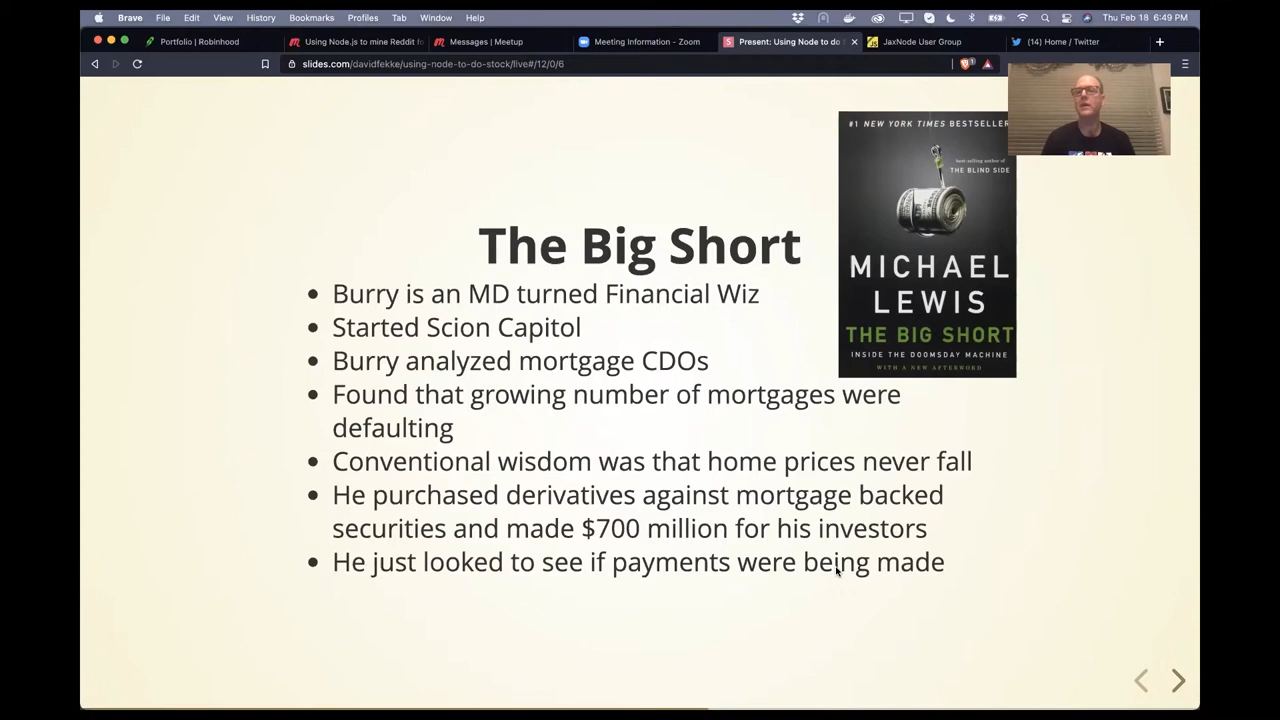 Brave File Edit View History Bookmarks Profiles Tab Window Help Thu Feb 18 6:49 PM
Portfolio | Robinhood
Using Node.js to mine Reddit fo
Messages | Meetup
Meeting Information - Zoom
Present: Using Node to do
JaxNode User Group
(14) Home / Twitter
slides.com/davidfekke/using-node-to-do-stock/live#/12/0/6
#1 NEW YORK TIMES BESTSELLER
best-selling author of
THE BLIND SIDE
MICHAEL
LEWIS
THE BIG SHORT
INSIDE THE DOOMSDAY MACHINE
WITH A NEW AFTERWORD
The Big Short
Burry is an MD turned Financial Wiz
Started Scion Capitol
Burry analyzed mortgage CDOs
Found that growing number of mortgages were
defaulting
Conventional wisdom was that home prices never fall
He purchased derivatives against mortgage backed
securities and made $700 million for his investors
He just looked to see if payments were being made